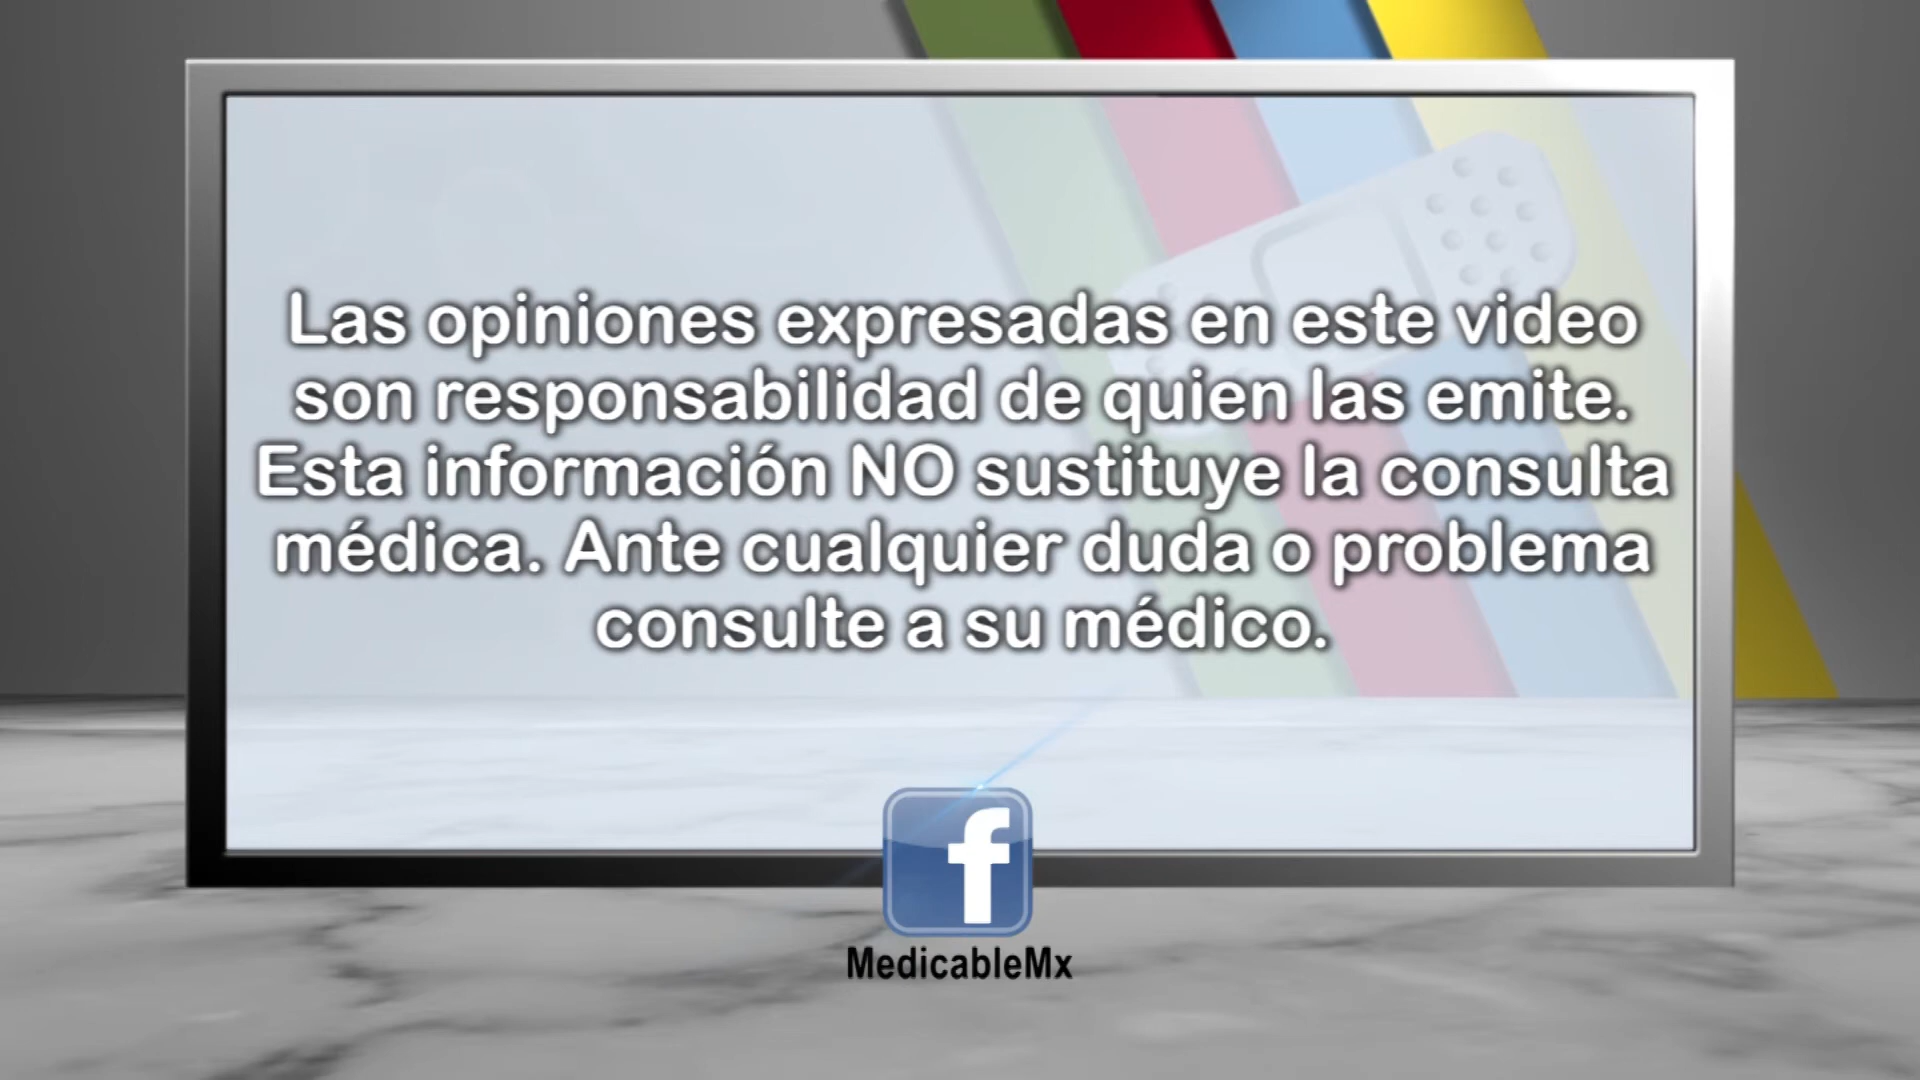 Las opiniones expresadas en este video
son responsabilidad de quien las emite.
Esta información NO sustituye la consulta
médica. Ante cualquier duda o problema
consulte a su médico.
f
MedicableMx